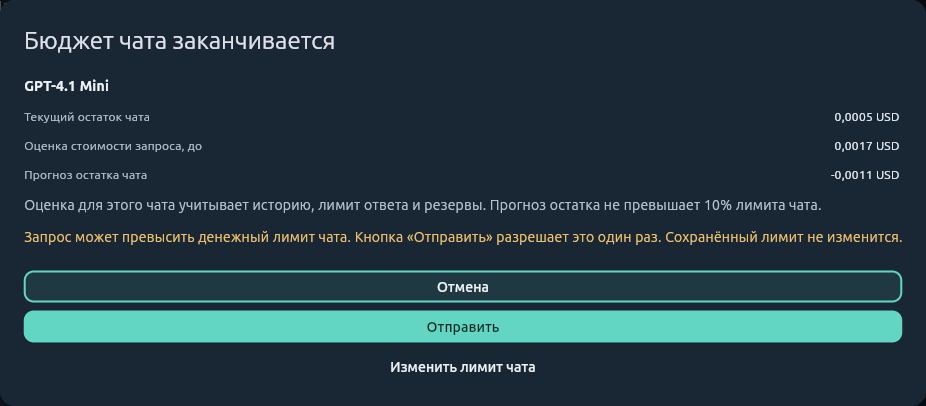 Бюджет чата заканчивается
GPT-4.1 Mini
Текущий остаток чата 0,0005 USD
Оценка стоимости запроса, до 0,0017 USD
Прогноз остатка чата -0,0011 USD
Оценка для этого чата учитывает историю, лимит ответа и резервы. Прогноз остатка не превышает 10% лимита чата.
Запрос может превысить денежный лимит чата. Кнопка «Отправить» разрешает это один раз. Сохранённый лимит не изменится.
Отмена
Отправить
Изменить лимит чата